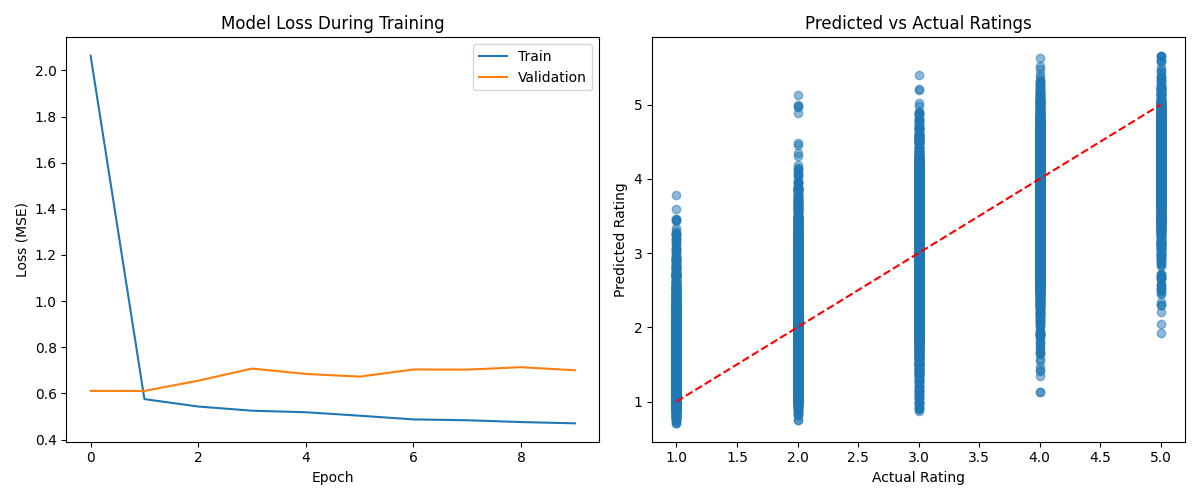 Model Loss During Training
Train
Validation
Loss (MSE)
2.0
1.8
1.6
1.4
1.2
1.0
0.8
0.6
0.4
0 2 4 6 8
Epoch
Predicted vs Actual Ratings
Predicted Rating
5
4
3
2
1
1.0 1.5 2.0 2.5 3.0 3.5 4.0 4.5 5.0
Actual Rating